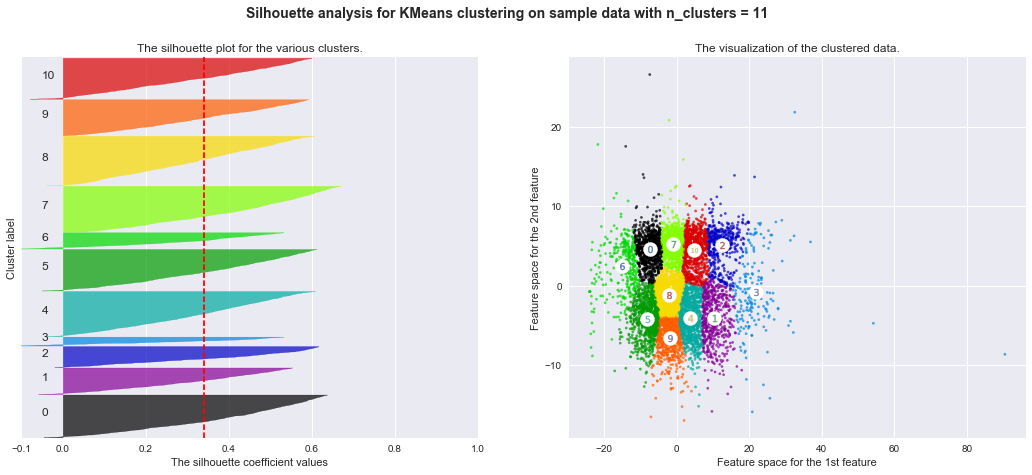 Silhouette analysis for KMeans clustering on sample data with n_clusters = 11
The silhouette plot for the various clusters.
Cluster label
10
9
8
7
6
5
4
3
2
1
0
−0.1 0.0 0.2 0.4 0.6 0.8 1.0
The silhouette coefficient values
The visualization of the clustered data.
Feature space for the 2nd feature
20
10
0
−10
0 7 10 2
6
8 3
5 4 1
9
−20 0 20 40 60 80
Feature space for the 1st feature